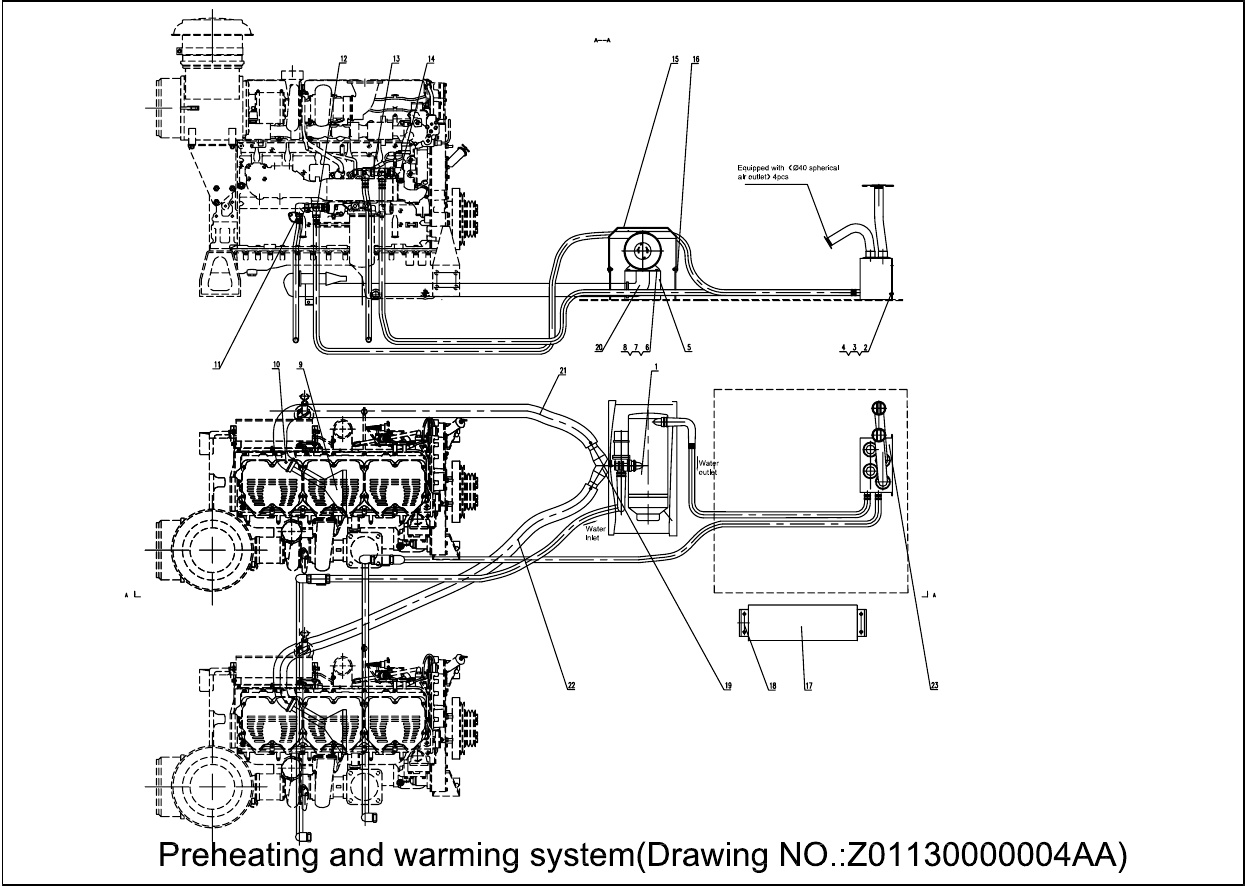 A—A
12
13
14
15
16
Equipped with (Ø40 spherical
air outlet) 4pcs
11
20
8 7 6
5
4 3 2
10
9
21
1
Water
outlet
Water
Inlet
A
A
22
19
18
17
23
Preheating and warming system(Drawing NO.:Z01130000004AA)